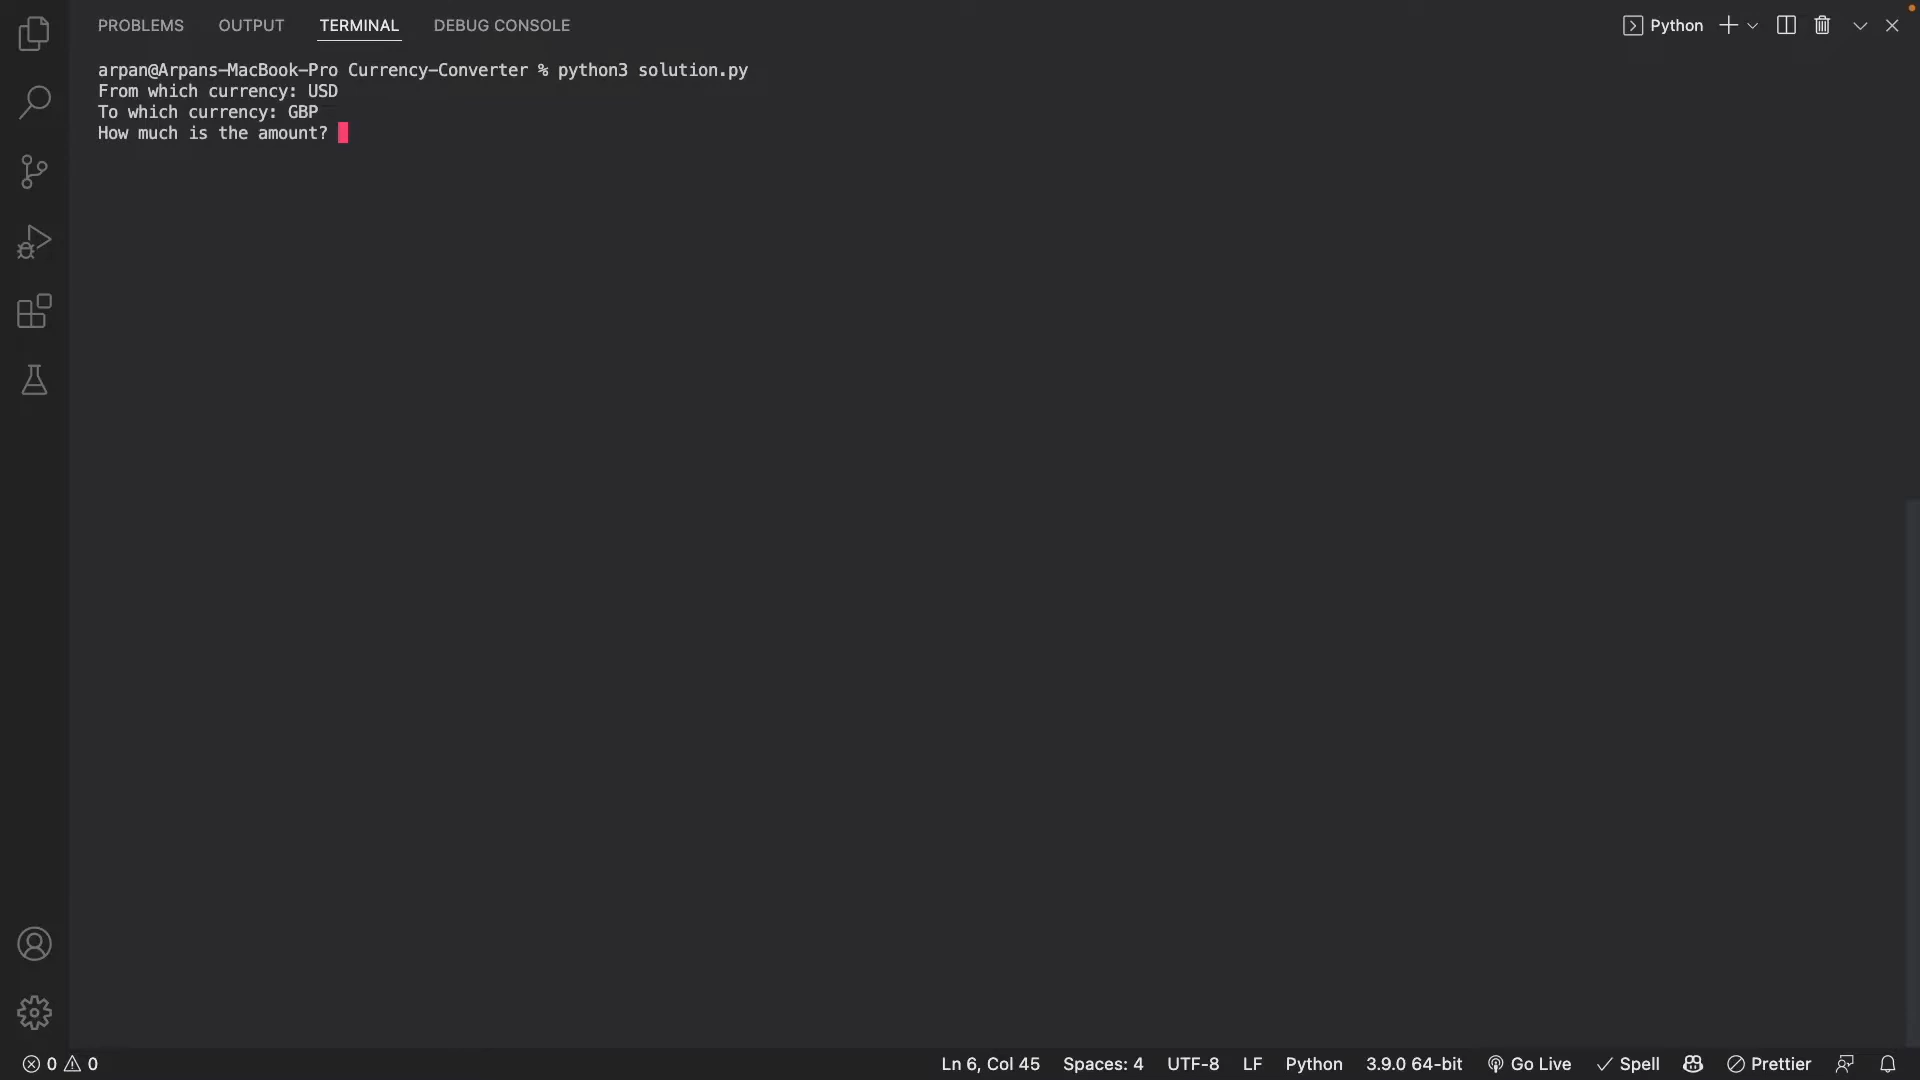 PROBLEMS OUTPUT TERMINAL DEBUG CONSOLE Python
arpan@Arpans-MacBook-Pro Currency-Converter % python3 solution.py
From which currency: USD
To which currency: GBP
How much is the amount?
0 0 Ln 6, Col 45 Spaces: 4 UTF-8 LF Python 3.9.0 64-bit Go Live Spell Prettier